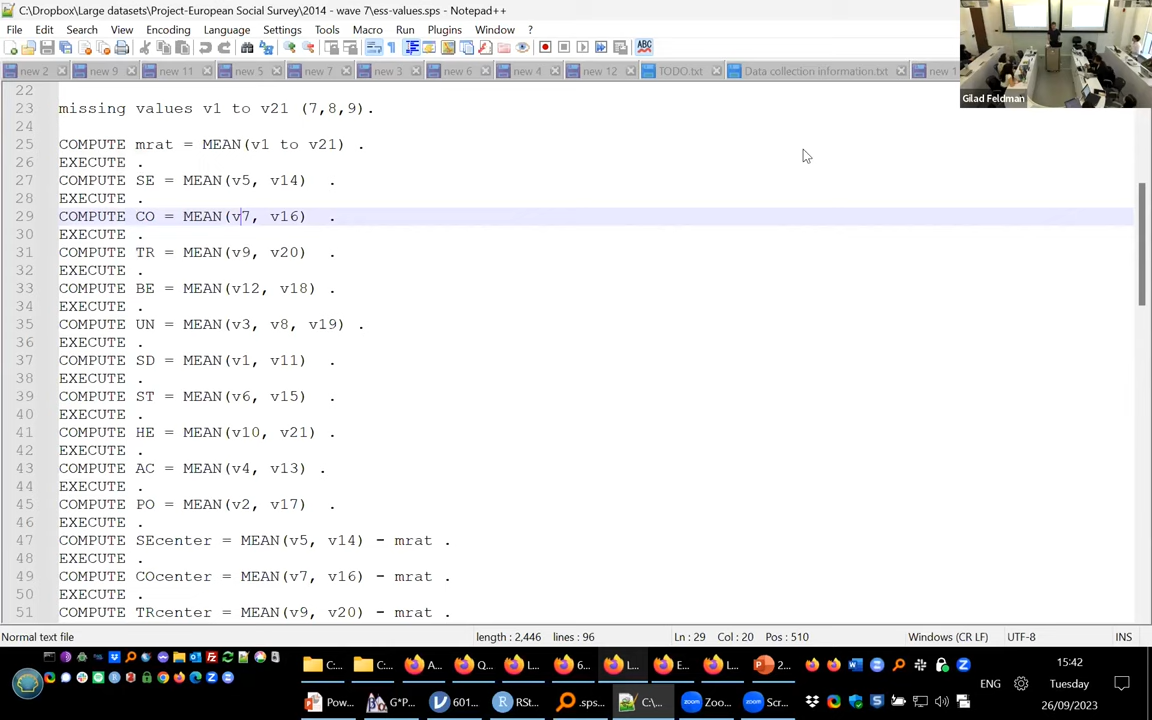 C:\Dropbox\Large datasets\Project-European Social Survey\2014 - wave 7\ess-values.sps - Notepad++
File Edit Search View Encoding Language Settings Tools Macro Run Plugins Window ?
new 2 new 9 new 11 new 5 new 7 new 3 new 6 new 4 new 12 TODO.txt Data collection information.txt new 1
Gilad Feldman
22
23 missing values v1 to v21 (7,8,9).
24
25 COMPUTE mrat = MEAN(v1 to v21) .
26 EXECUTE .
27 COMPUTE SE = MEAN(v5, v14) .
28 EXECUTE .
29 COMPUTE CO = MEAN(v7, v16) .
30 EXECUTE .
31 COMPUTE TR = MEAN(v9, v20) .
32 EXECUTE .
33 COMPUTE BE = MEAN(v12, v18) .
34 EXECUTE .
35 COMPUTE UN = MEAN(v3, v8, v19) .
36 EXECUTE .
37 COMPUTE SD = MEAN(v1, v11) .
38 EXECUTE .
39 COMPUTE ST = MEAN(v6, v15) .
40 EXECUTE .
41 COMPUTE HE = MEAN(v10, v21) .
42 EXECUTE .
43 COMPUTE AC = MEAN(v4, v13) .
44 EXECUTE .
45 COMPUTE PO = MEAN(v2, v17) .
46 EXECUTE .
47 COMPUTE SEcenter = MEAN(v5, v14) - mrat .
48 EXECUTE .
49 COMPUTE COcenter = MEAN(v7, v16) - mrat .
50 EXECUTE .
51 COMPUTE TRcenter = MEAN(v9, v20) - mrat .
Normal text file length : 2,446 lines : 96 Ln : 29 Col : 20 Pos : 510 Windows (CR LF) UTF-8 INS
C:... C:... A... Q... L... 6... L... E... L... 2... 15:42
ENG Tuesday
Pow... G*P... 601... RSt... .sps... C:\... Zoo... Scr... 26/09/2023